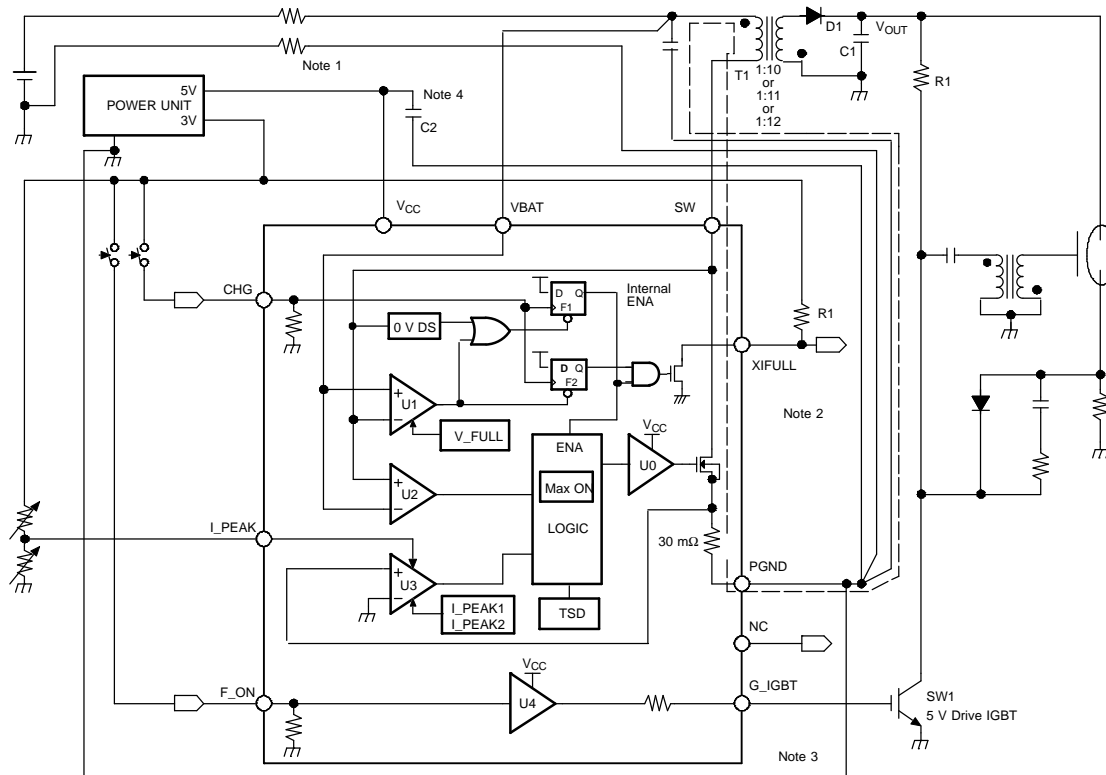 Note 1
D1
VOUT
C1
T1
1:10
or
1:11
or
1:12
R1
5V
POWER UNIT
3V
Note 4
C2
VCC
VBAT
SW
CHG
D Q
F1
Internal
ENA
0 V DS
R1
XIFULL
D Q
F2
+
U1
−
V_FULL
Note 2
ENA
VCC
U0
Max ON
+
U2
−
LOGIC
I_PEAK
30 mΩ
PGND
+
U3
−
I_PEAK1
I_PEAK2
TSD
NC
F_ON
VCC
U4
G_IGBT
SW1
5 V Drive IGBT
Note 3